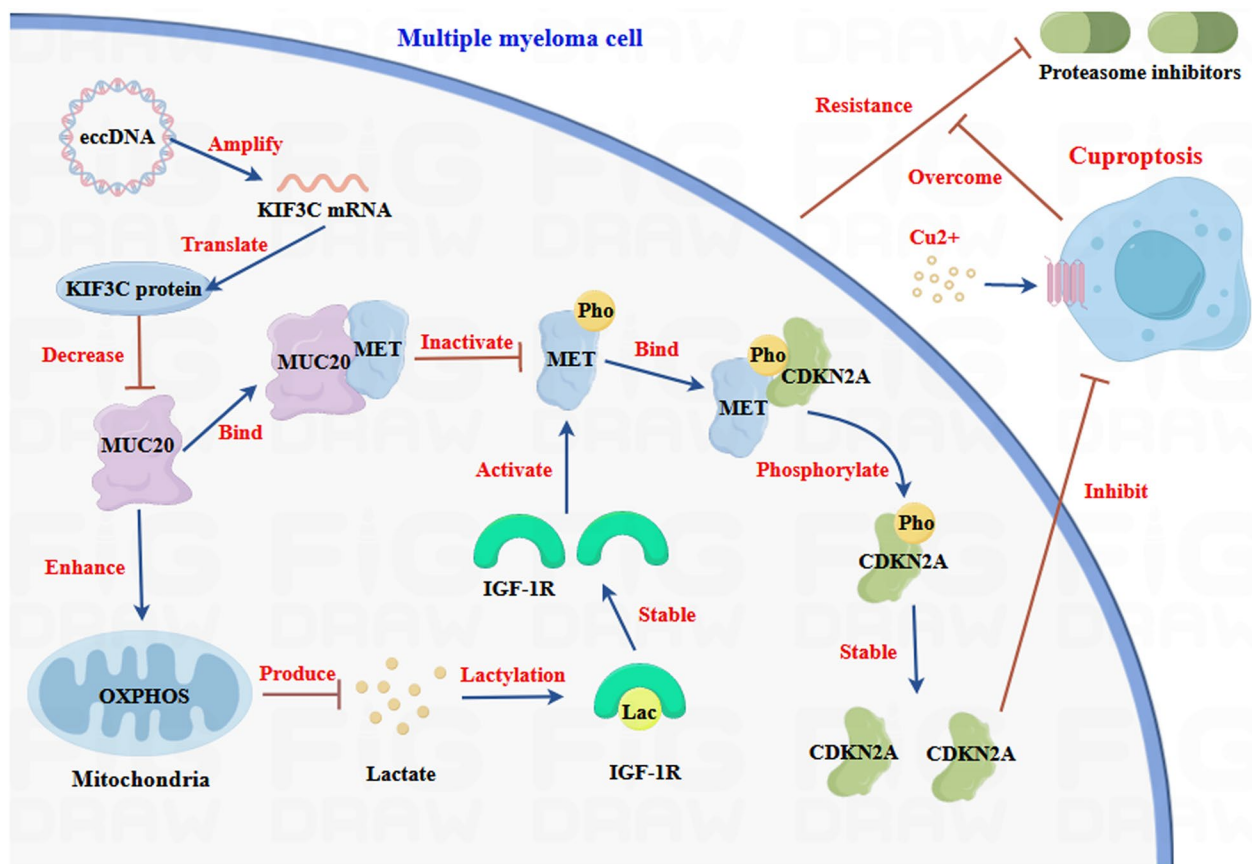 Multiple myeloma cell
Proteasome inhibitors
Resistance
eccDNA
Amplify
Cuproptosis
Overcome
KIF3C mRNA
Translate
Cu2+
KIF3C protein
Pho
Decrease
MUC20
MET
Inactivate
MET
Bind
Pho
CDKN2A
MET
MUC20
Bind
Activate
Phosphorylate
Inhibit
Pho
Enhance
IGF-1R
CDKN2A
Stable
Stable
Produce
Lactylation
OXPHOS
Lac
CDKN2A
CDKN2A
Mitochondria
Lactate
IGF-1R
FIG
DRAW